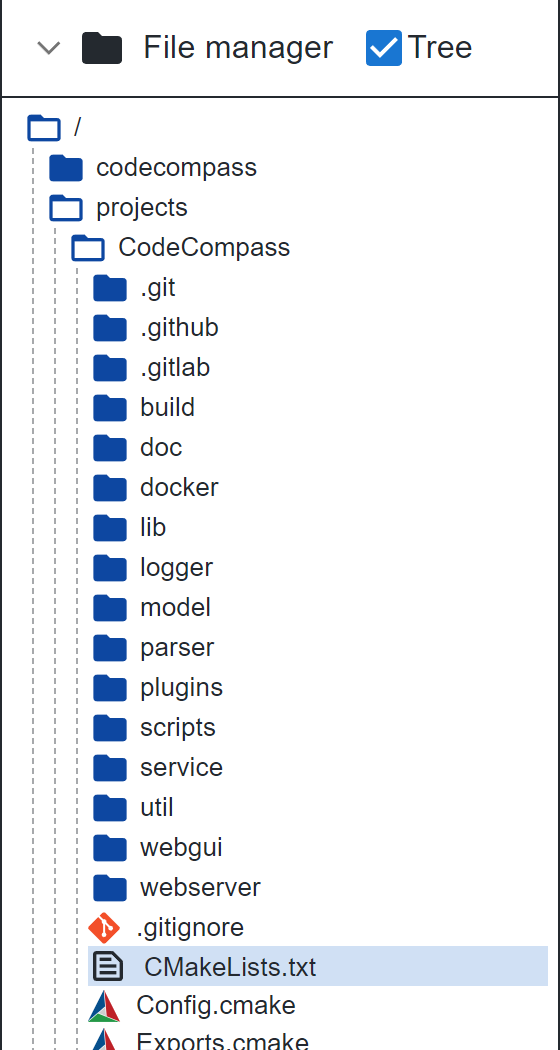 File manager Tree
/
codecompass
projects
CodeCompass
.git
.github
.gitlab
build
doc
docker
lib
logger
model
parser
plugins
scripts
service
util
webgui
webserver
.gitignore
CMakeLists.txt
Config.cmake
Exports.cmake